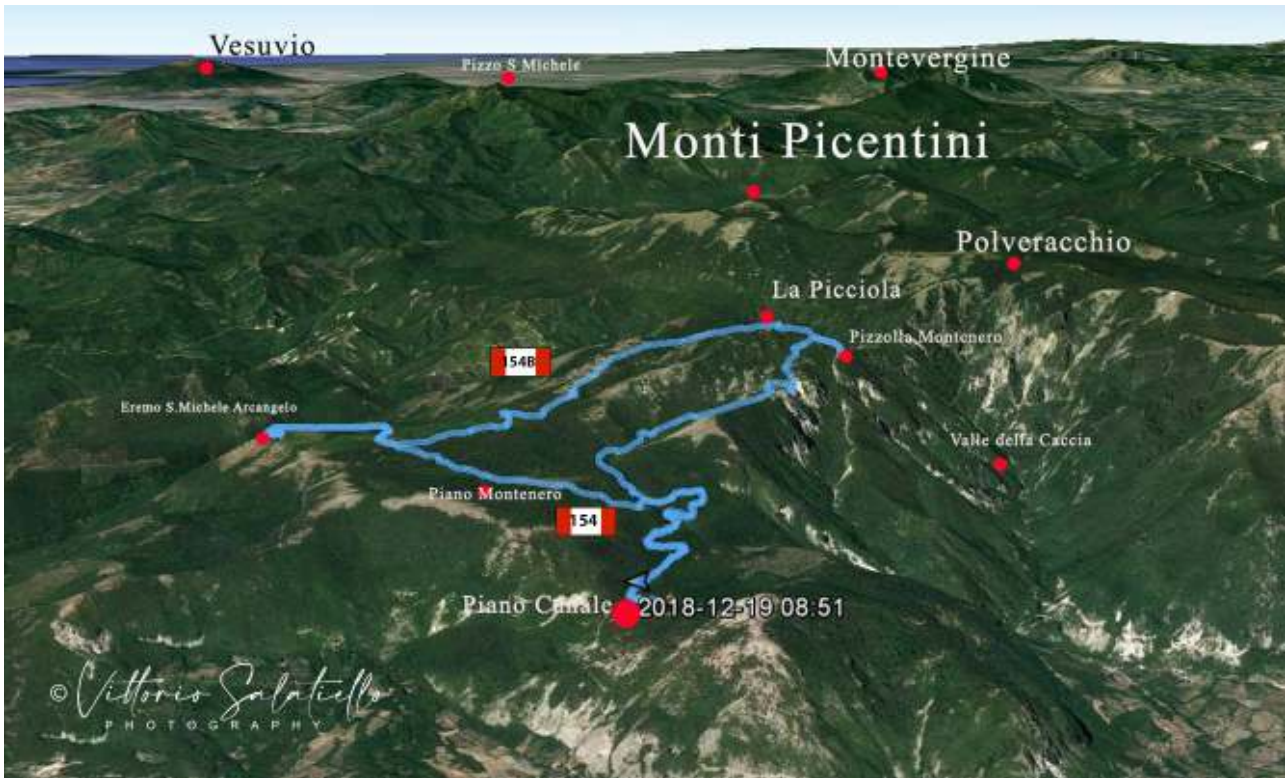 Vesuvio
Pizzo S Michele
Montevergine
Monti Picentini
Polveracchio
La Picciola
Pizzolla Montenero
154B
Eremo S.Michele Arcangelo
Valle della Caccia
Piano Montenero
154
Piano Canale 2018-12-19 08:51
© Vittorio Salatiello
PHOTOGRAPHY